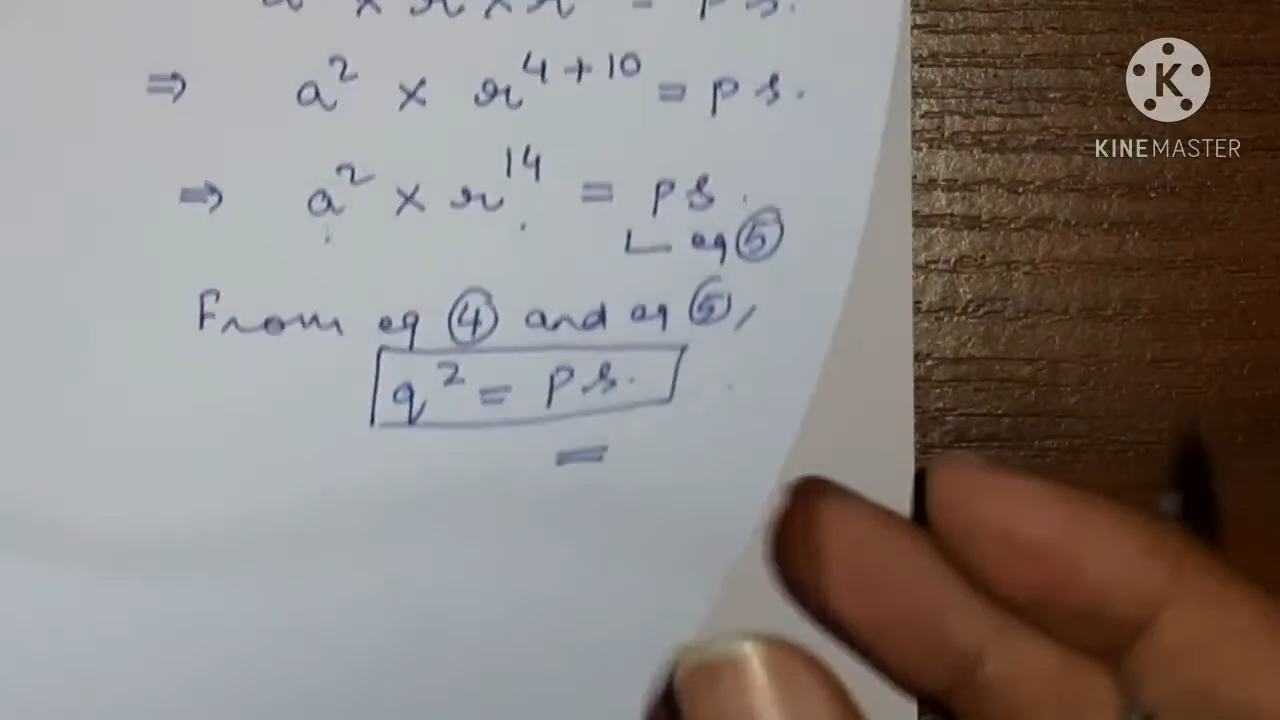 ⇒ a² × r⁴⁺¹⁰ = ps.
⇒ a² × r¹⁴ = ps.
eq ⑤
From eq ④ and eq ⑤,
q² = ps.
K
KINEMASTER